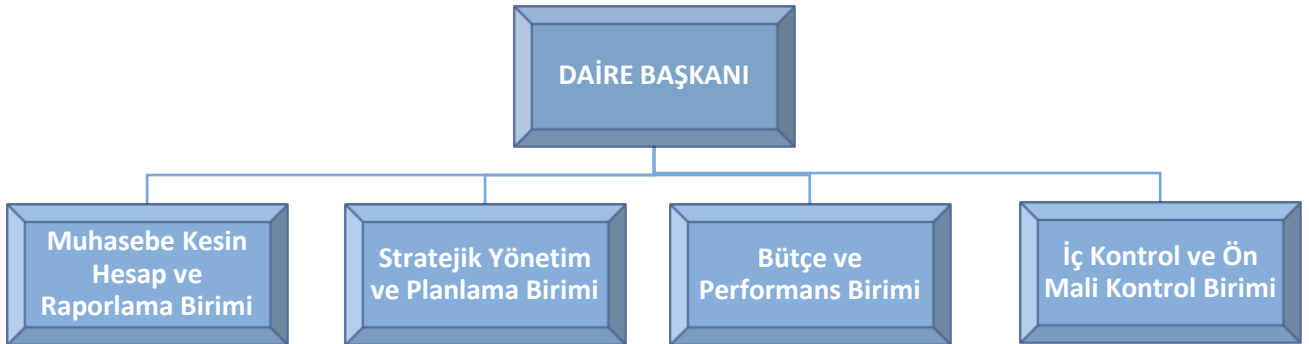 DAİRE BAŞKANI
Muhasebe Kesin
Hesap ve
Raporlama Birimi
Stratejik Yönetim
ve Planlama Birimi
Bütçe ve
Performans Birimi
İç Kontrol ve Ön
Mali Kontrol Birimi